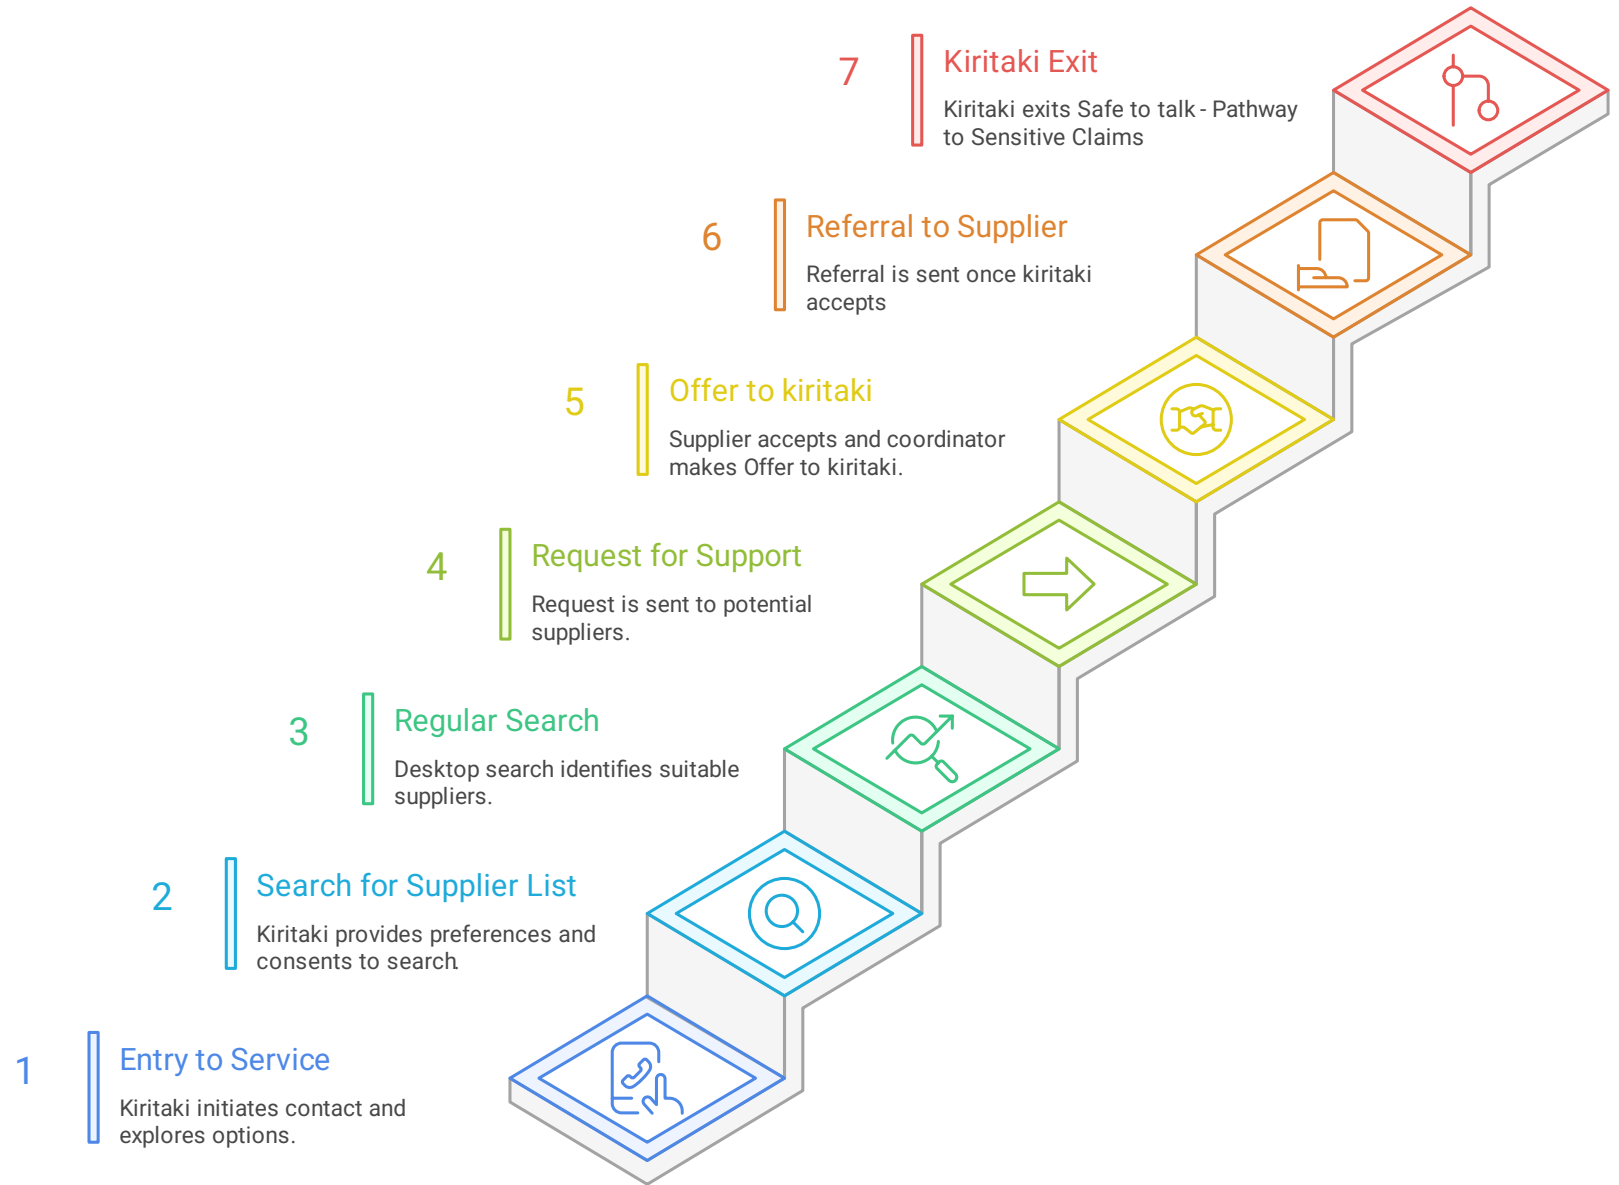 7
Kiritaki Exit
Kiritaki exits Safe to talk - Pathway
to Sensitive Claims
6
Referral to Supplier
Referral is sent once kiritaki
accepts
5
Offer to kiritaki
Supplier accepts and coordinator
makes Offer to kiritaki.
4
Request for Support
Request is sent to potential
suppliers.
3
Regular Search
Desktop search identifies suitable
suppliers.
2
Search for Supplier List
Kiritaki provides preferences and
consents to search.
1
Entry to Service
Kiritaki initiates contact and
explores options.